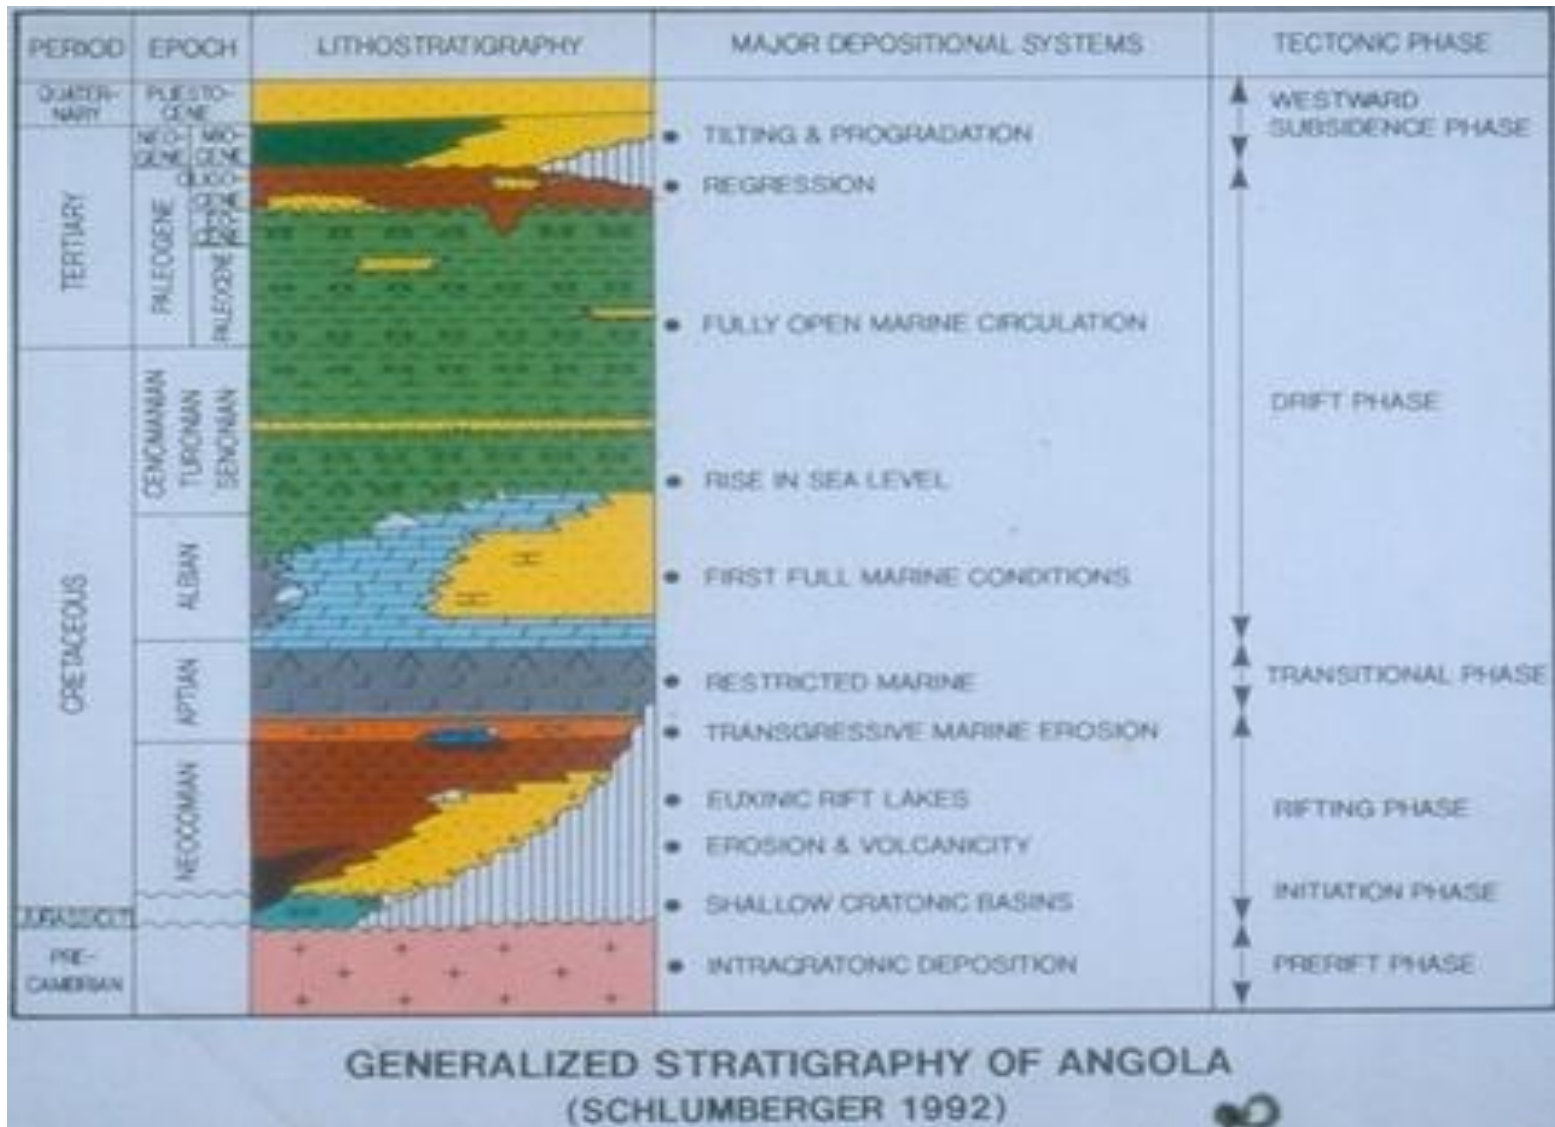 PERIOD EPOCH LITHOSTRATIGRAPHY MAJOR DEPOSITIONAL SYSTEMS TECTONIC PHASE
QUATER-
NARY
PLIESTO-
CENE
WESTWARD
SUBSIDENCE PHASE
TERTIARY
NEO-
GENE
MIO-
CENE
TILTING & PROGRADATION
PALEOGENE
OLIGO-
REGRESSION
PALEOCENE
FULLY OPEN MARINE CIRCULATION
DRIFT PHASE
CRETACEOUS
CENOMANIAN
TURONIAN
SENONIAN
RISE IN SEA LEVEL
ALBIAN
FIRST FULL MARINE CONDITIONS
APTIAN
RESTRICTED MARINE
TRANSITIONAL PHASE
TRANSGRESSIVE MARINE EROSION
NEOCOMIAN
EUXINIC RIFT LAKES
RIFTING PHASE
EROSION & VOLCANICITY
INITIATION PHASE
SHALLOW CRATONIC BASINS
PRE-
CAMBRIAN
INTRACRATONIC DEPOSITION
PRERIFT PHASE
GENERALIZED STRATIGRAPHY OF ANGOLA
(SCHLUMBERGER 1992)